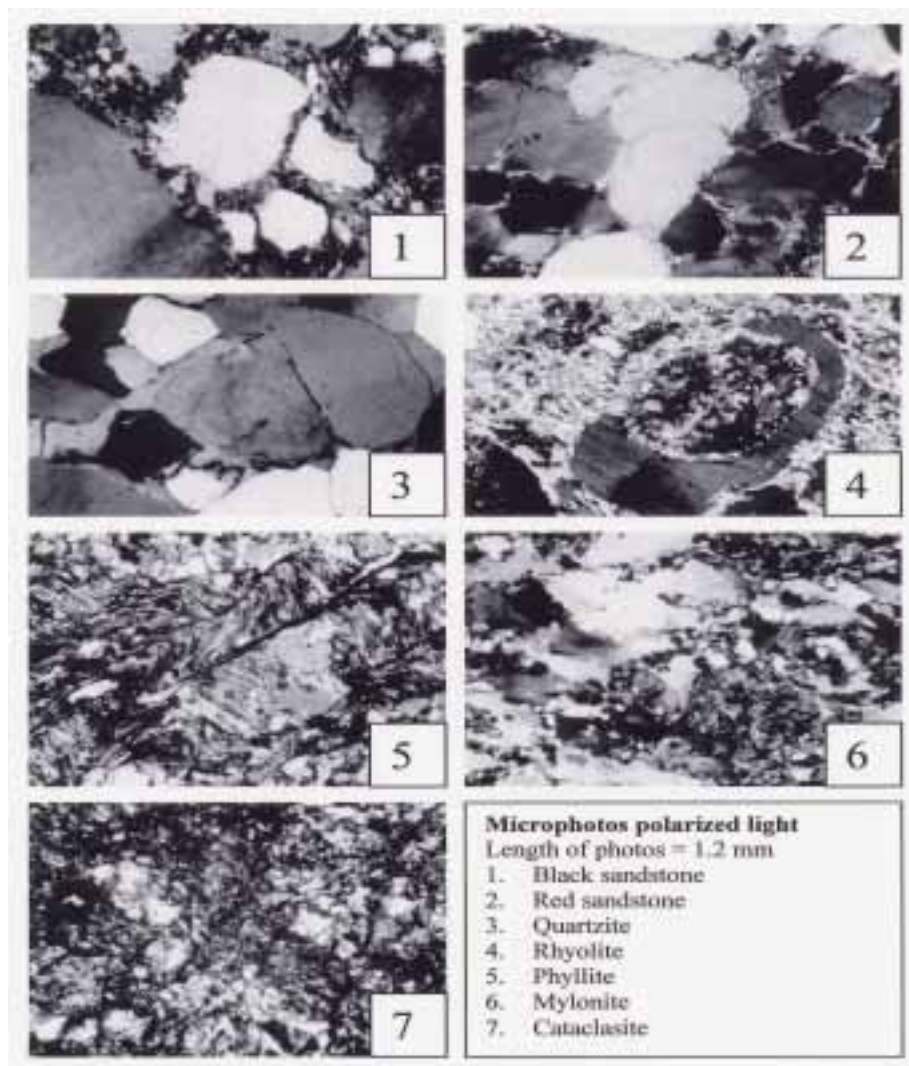 1
2
3
4
5
6
7
Microphotos polarized light
Length of photos = 1.2 mm
1. Black sandstone
2. Red sandstone
3. Quartzite
4. Rhyolite
5. Phyllite
6. Mylonite
7. Cataclasite